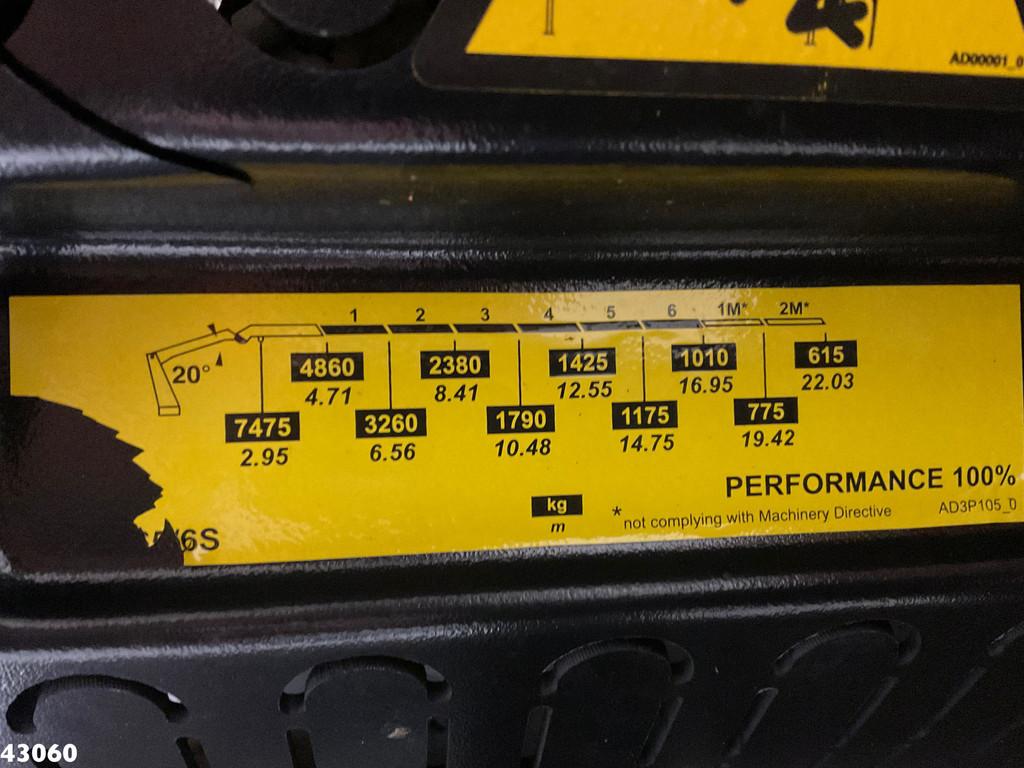 AD00001_0
1 2 3 4 5 6 1M* 2M*
20°
4860 2380 1425 1010 615
4.71 8.41 12.55 16.95 22.03
7475 3260 1790 1175 775
2.95 6.56 10.48 14.75 19.42
PERFORMANCE 100%
kg
m
* not complying with Machinery Directive
AD3P105_0
6S
43060